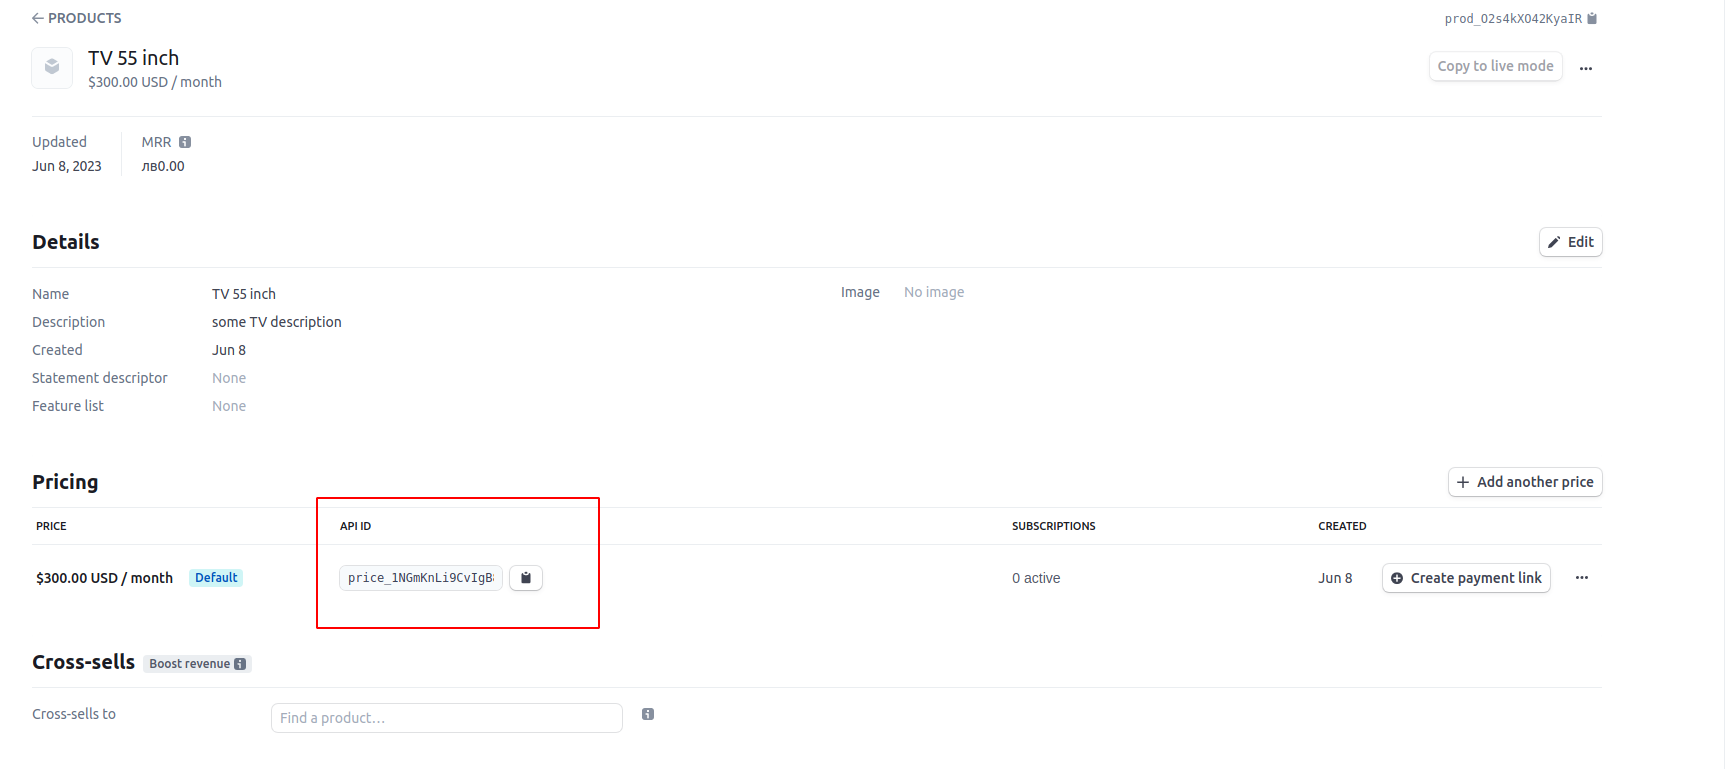 PRODUCTS
prod_O2s4kXO42KyaIR
TV 55 inch
$300.00 USD / month
Copy to live mode
Updated
MRR
Jun 8, 2023
лв0.00
Details
Edit
Name
TV 55 inch
Image
No image
Description
some TV description
Created
Jun 8
Statement descriptor
None
Feature list
None
Pricing
Add another price
PRICE
API ID
SUBSCRIPTIONS
CREATED
$300.00 USD / month
Default
price_1NGmKnLi9CvIgB
0 active
Jun 8
Create payment link
Cross-sells
Boost revenue
Cross-sells to
Find a product…